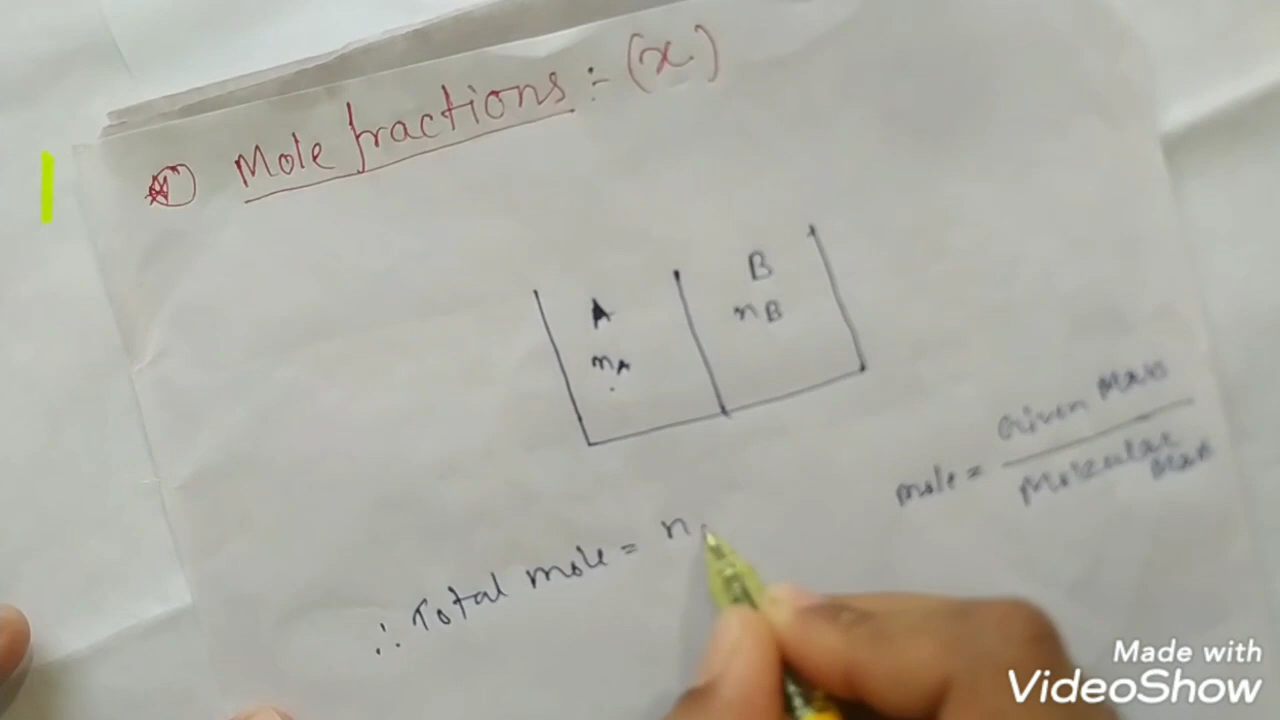 Mole fractions :- (x)
A
B
nA
nB
mole = Given Mass
Molecular Mass
∴ Total mole = n
Made with
VideoShow